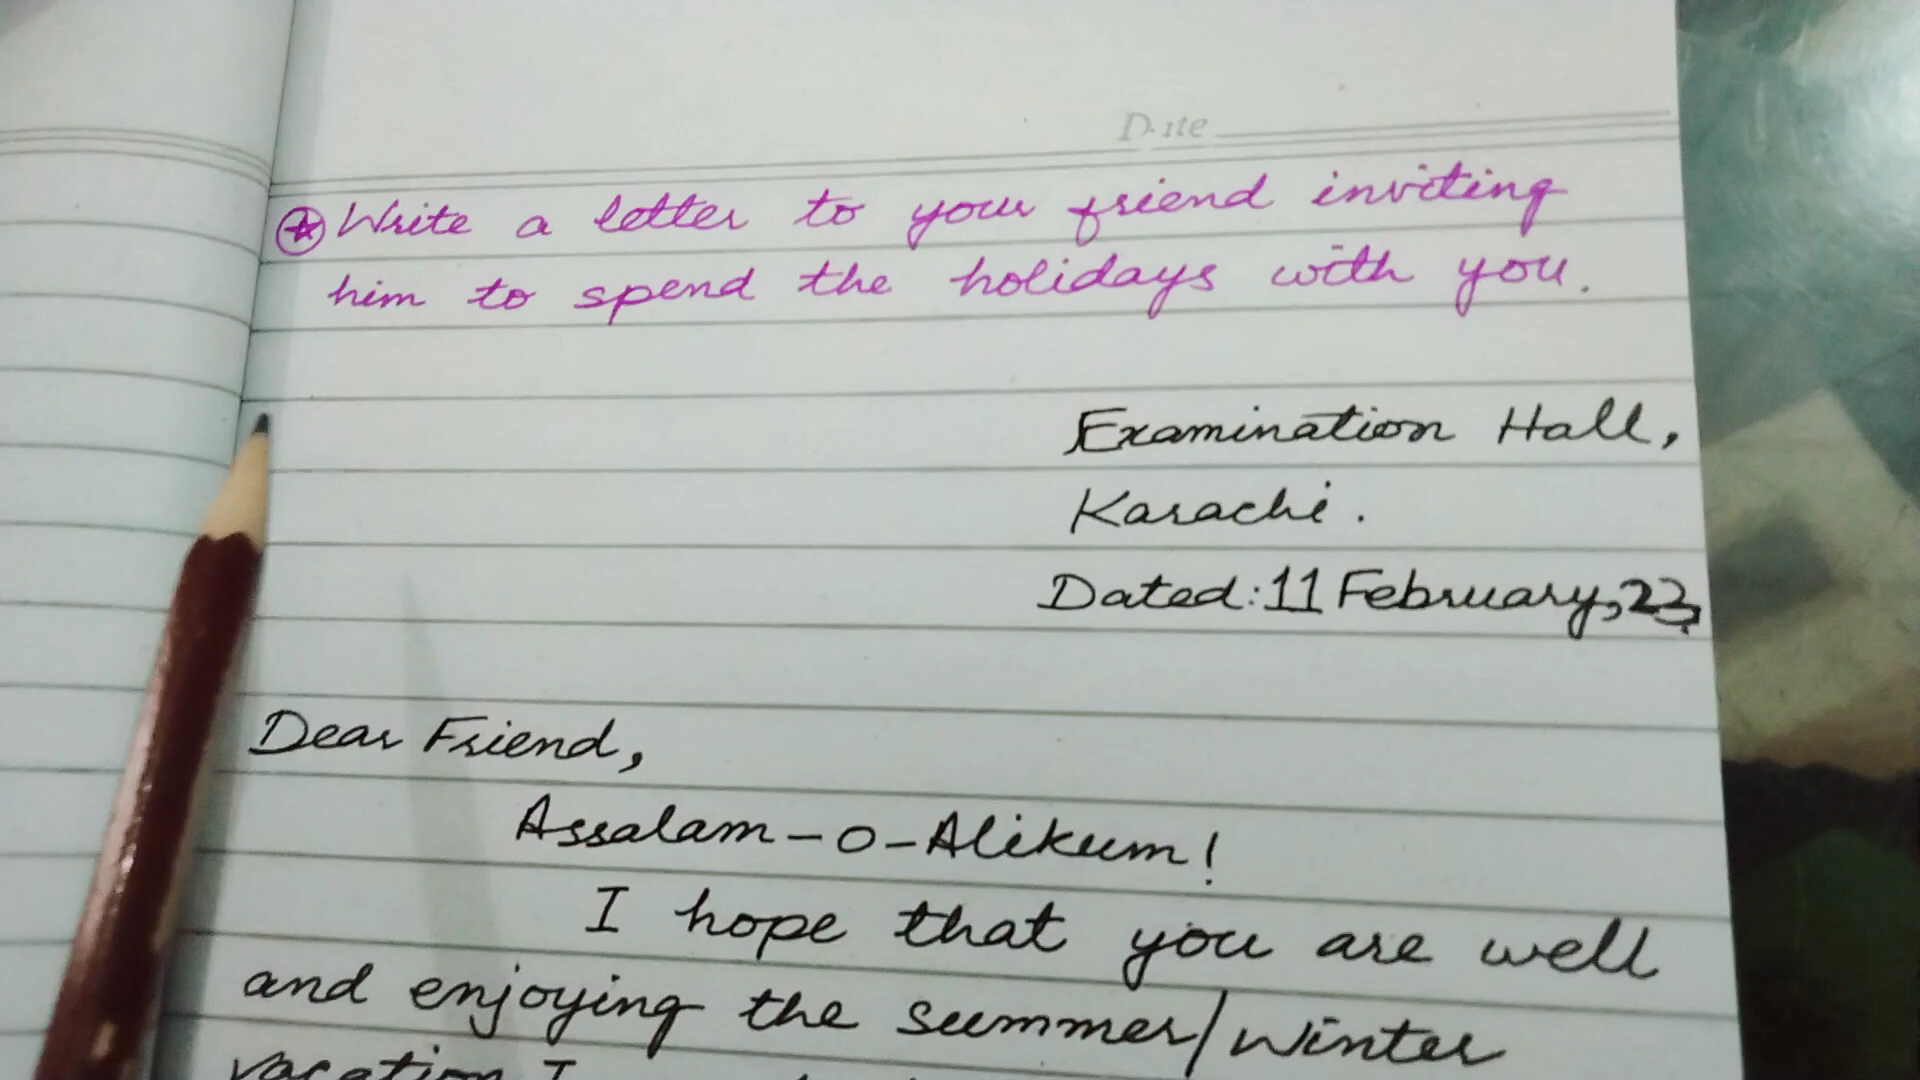 Date
Write a letter to your friend inviting
him to spend the holidays with you.
Examination Hall,
Karachi.
Dated: 11 February, 23
Dear Friend,
Assalam-o-Alikum!
I hope that you are well
and enjoying the summer/Winter
vacation I